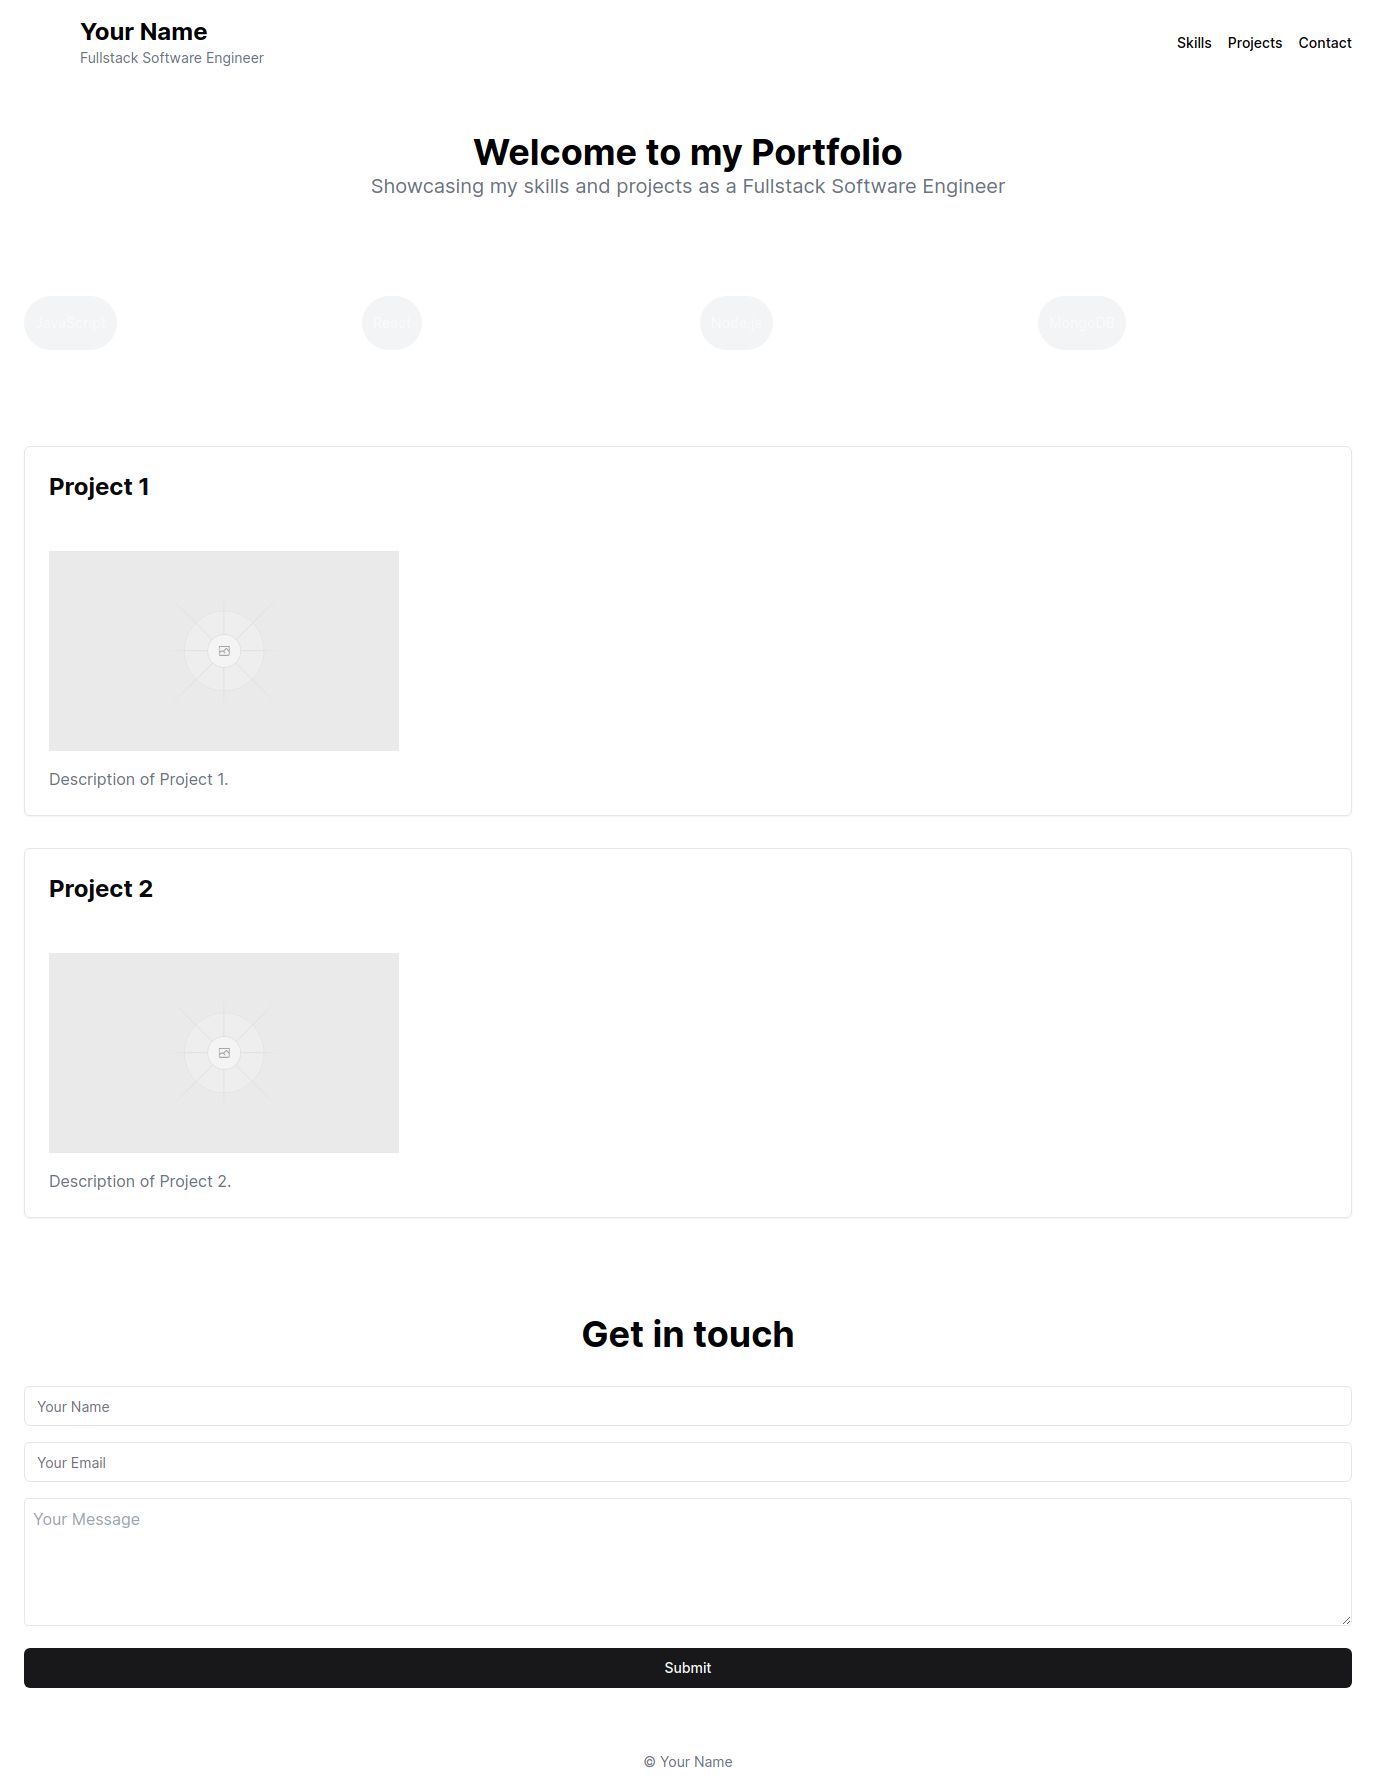 Your Name
Fullstack Software Engineer
Skills Projects Contact
Welcome to my Portfolio
Showcasing my skills and projects as a Fullstack Software Engineer
JavaScript React Node.js MongoDB
Project 1
Description of Project 1.
Project 2
Description of Project 2.
Get in touch
Your Name
Your Email
Your Message
Submit
© Your Name